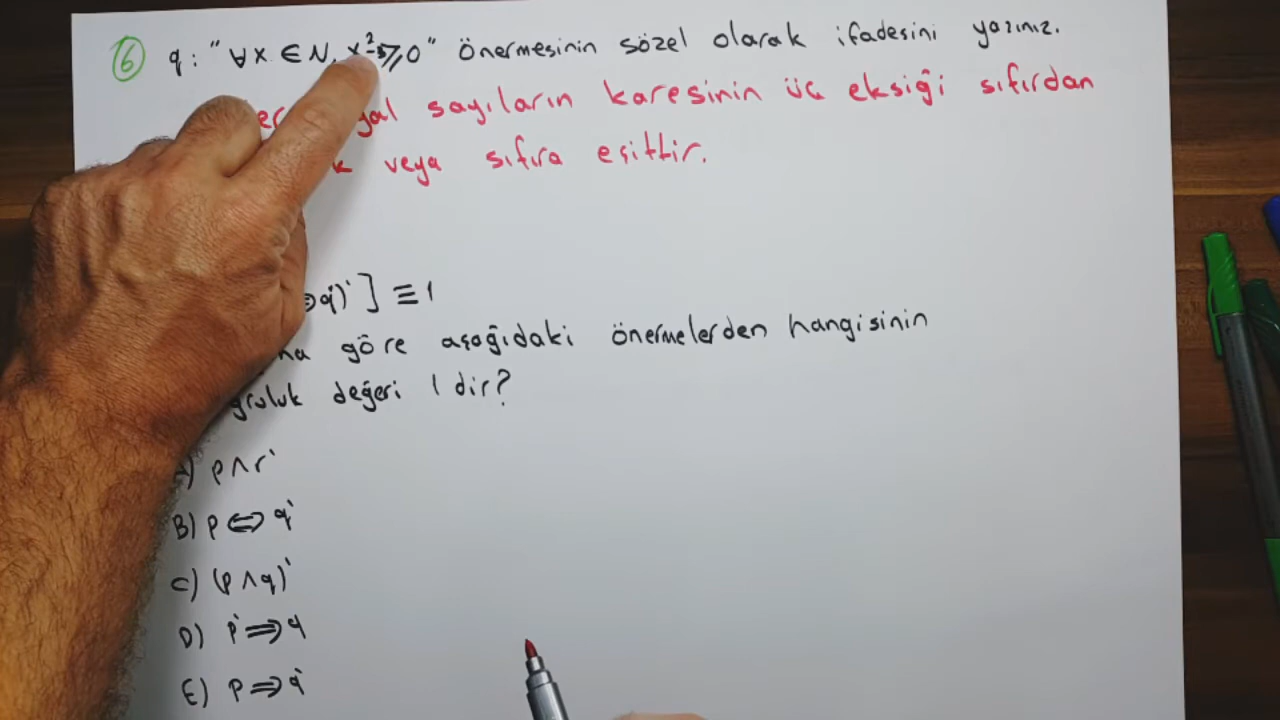 6 q: " ∀x ∈ N, x²-3≥0 " önermesinin sözel olarak ifadesini yazınız.
sayıların karesinin üç eksiği sıfırdan
veya sıfıra eşittir.
q')' ] ≡ 1
göre aşağıdaki önermelerden hangisinin
değeri 1 dir?
A) p ∧ r'
B) p ⇔ q'
C) (p ∧ q)'
D) p' ⇒ q
E) p ⇒ q'